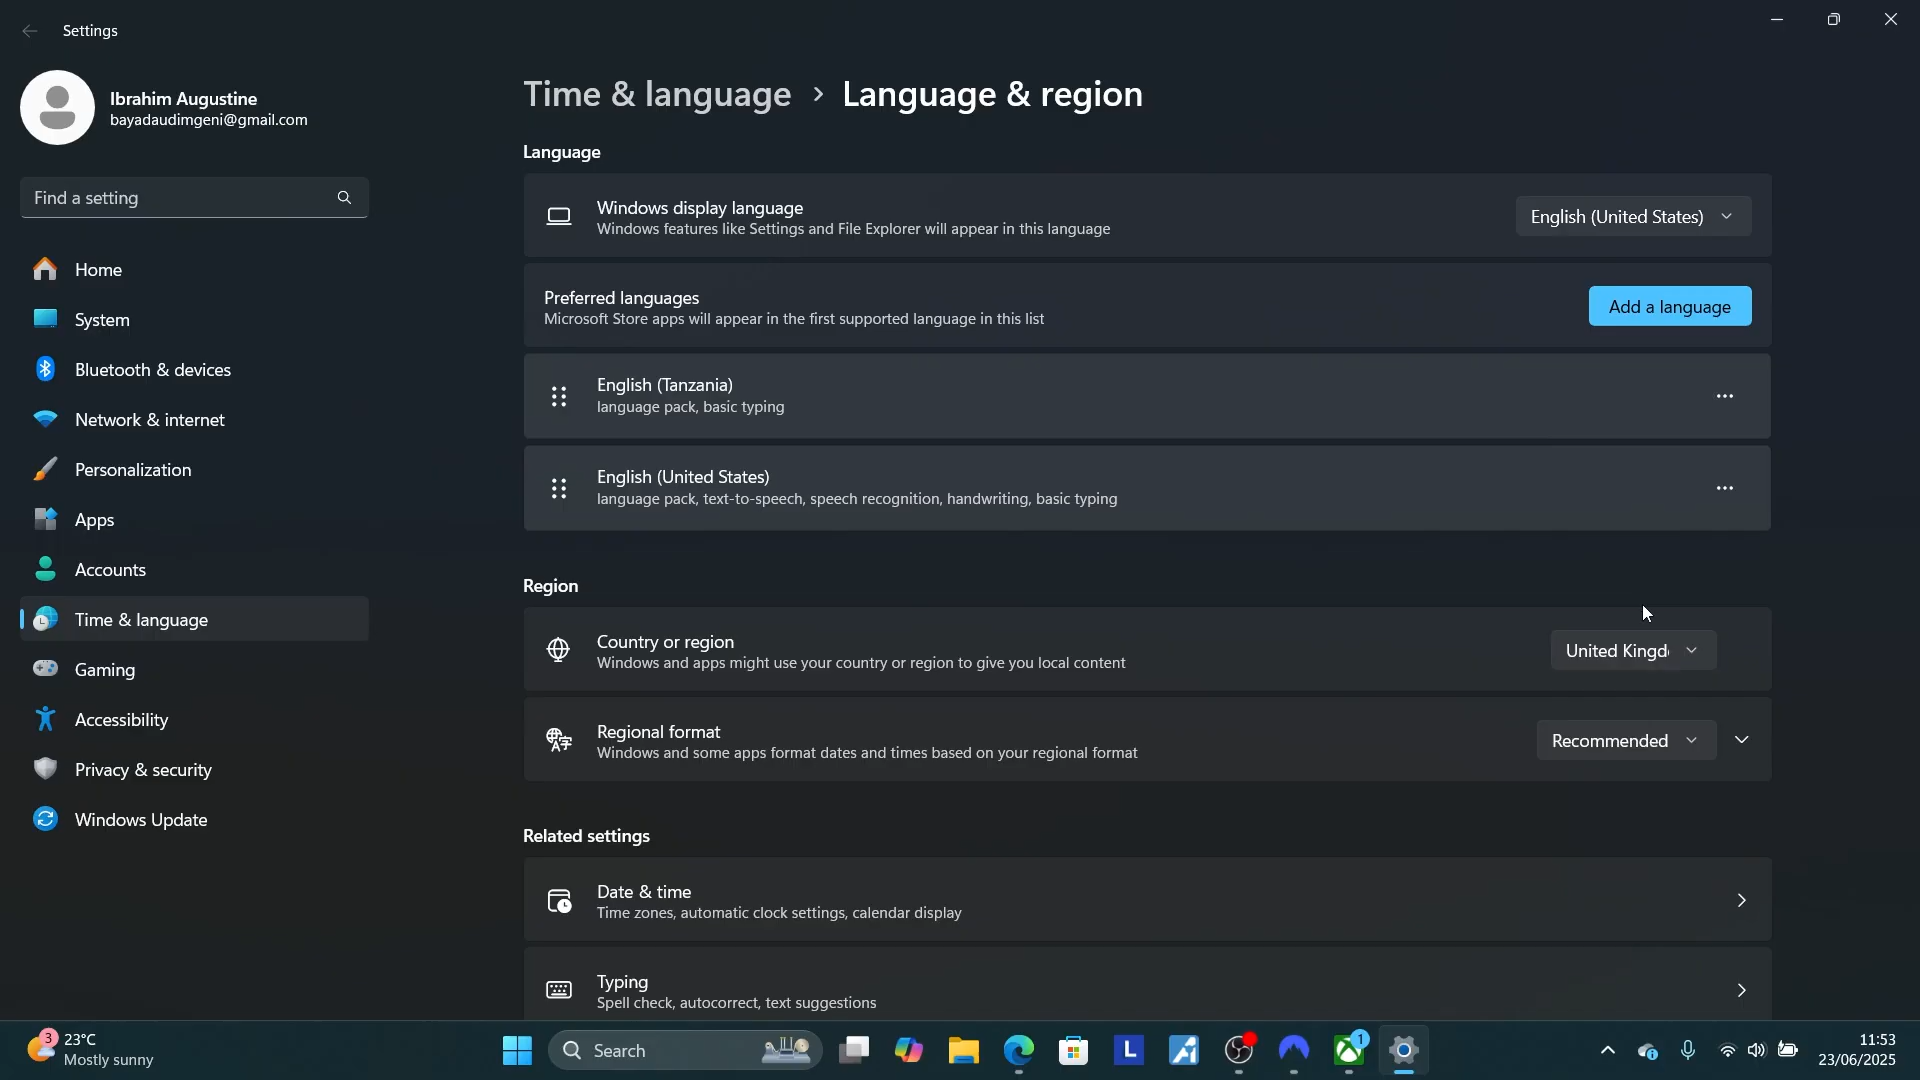 Settings
Ibrahim Augustine
bayadaudimgeni@gmail.com
Find a setting
Home
System
Bluetooth & devices
Network & internet
Personalization
Apps
Accounts
Time & language
Gaming
Accessibility
Privacy & security
Windows Update
Time & language > Language & region
Language
Windows display language
Windows features like Settings and File Explorer will appear in this language
English (United States)
Preferred languages
Microsoft Store apps will appear in the first supported language in this list
Add a language
English (Tanzania)
language pack, basic typing
English (United States)
language pack, text-to-speech, speech recognition, handwriting, basic typing
Region
Country or region
Windows and apps might use your country or region to give you local content
United Kingd
Regional format
Windows and some apps format dates and times based on your regional format
Recommended
Related settings
Date & time
Time zones, automatic clock settings, calendar display
Typing
Spell check, autocorrect, text suggestions
3
23°C
Mostly sunny
Search
L
1
11:53
23/06/2025